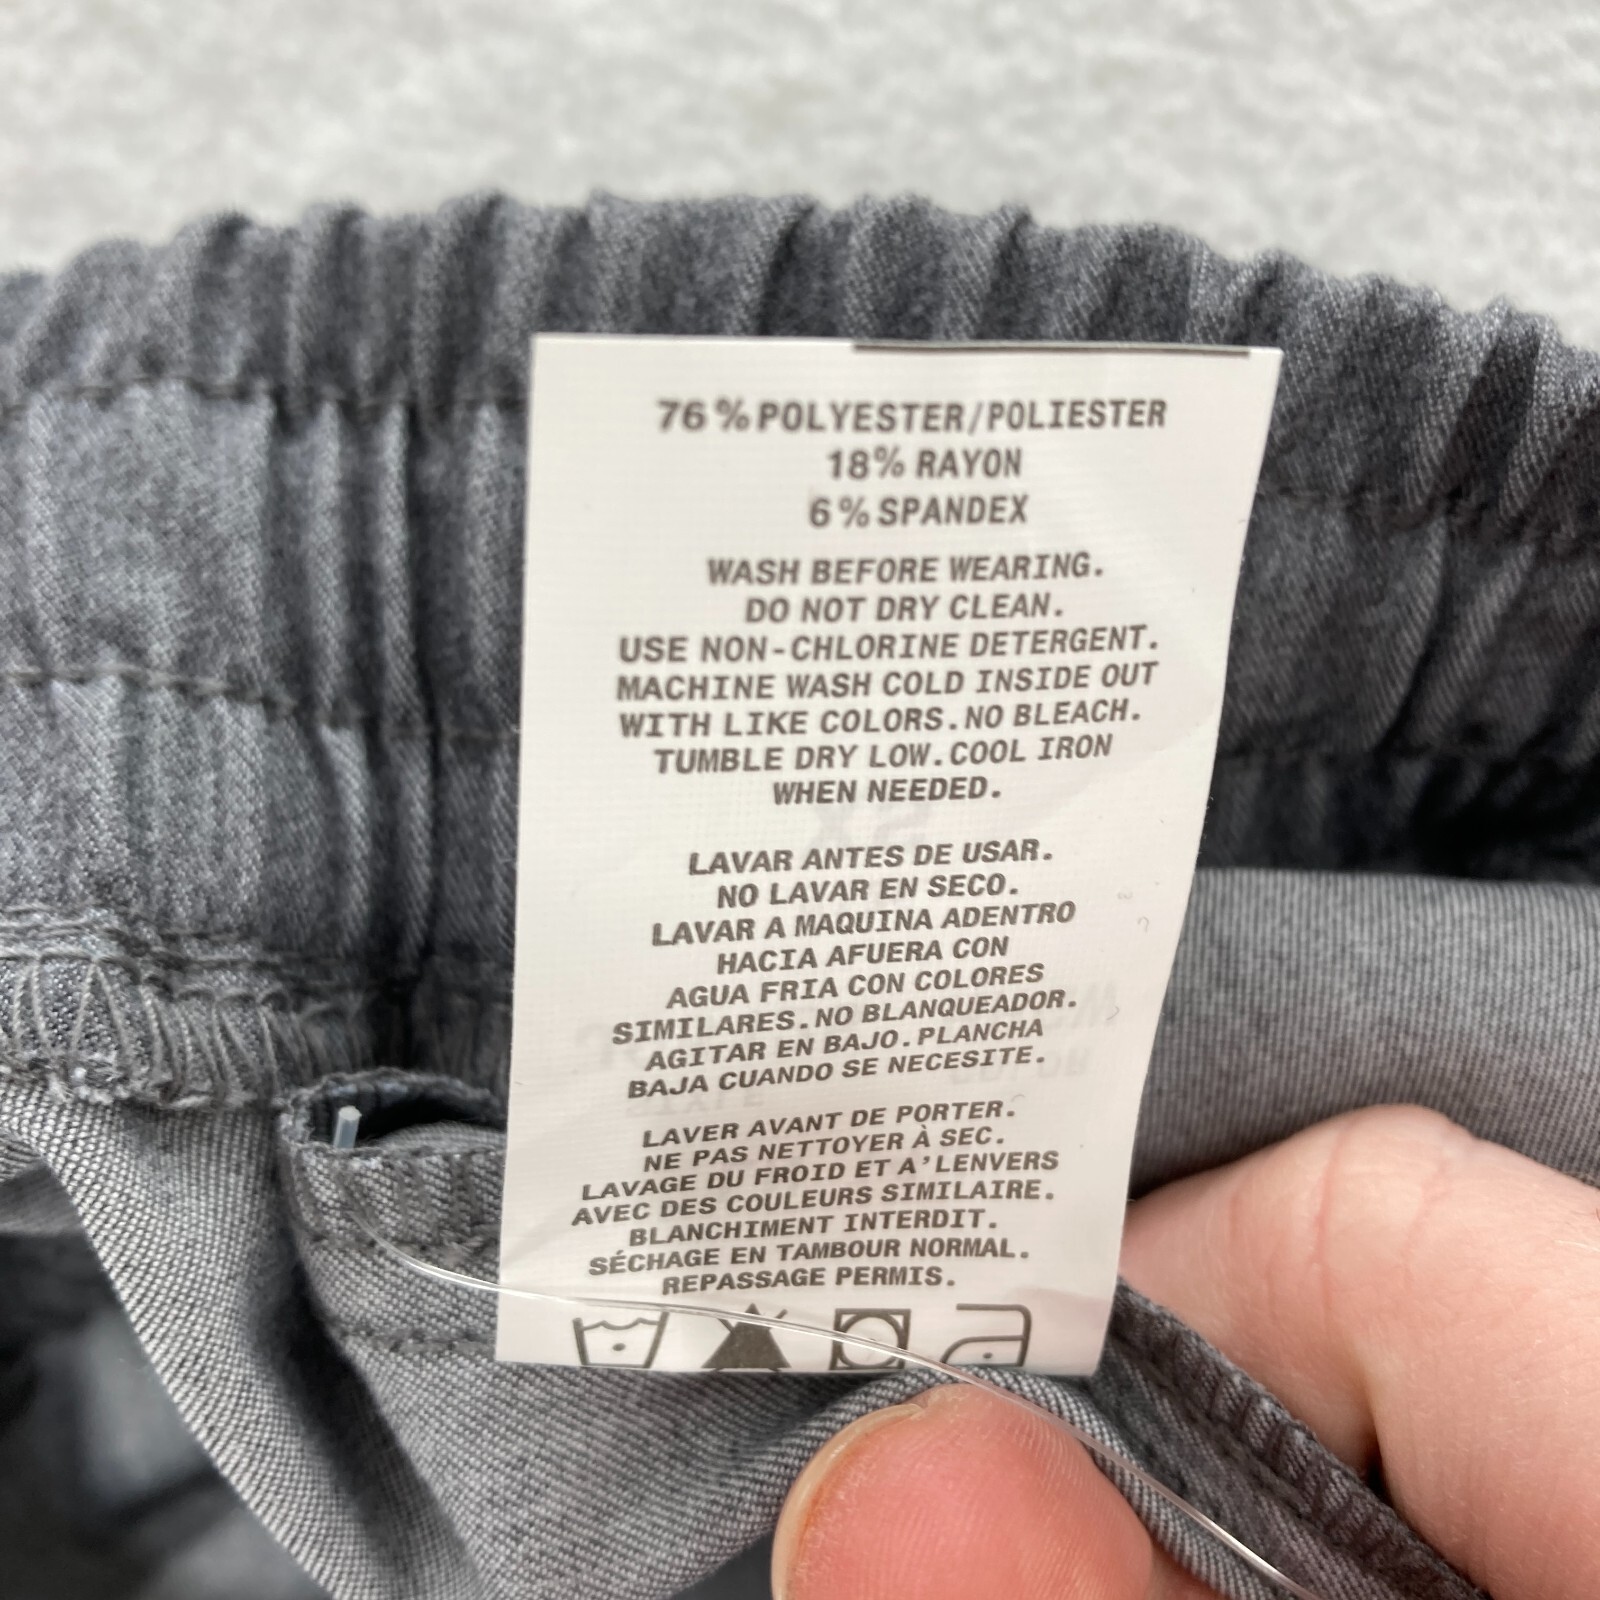 76% POLYESTER/POLIESTER
18% RAYON
6% SPANDEX
WASH BEFORE WEARING.
DO NOT DRY CLEAN.
USE NON-CHLORINE DETERGENT.
MACHINE WASH COLD INSIDE OUT
WITH LIKE COLORS. NO BLEACH.
TUMBLE DRY LOW. COOL IRON
WHEN NEEDED.
LAVAR ANTES DE USAR.
NO LAVAR EN SECO.
LAVAR A MAQUINA ADENTRO
HACIA AFUERA CON
AGUA FRIA CON COLORES
SIMILARES. NO BLANQUEADOR.
AGITAR EN BAJO. PLANCHA
BAJA CUANDO SE NECESITE.
LAVER AVANT DE PORTER.
NE PAS NETTOYER À SEC.
LAVAGE DU FROID ET A'LENVERS
AVEC DES COULEURS SIMILAIRE.
BLANCHIMENT INTERDIT.
SÉCHAGE EN TAMBOUR NORMAL.
REPASSAGE PERMIS.